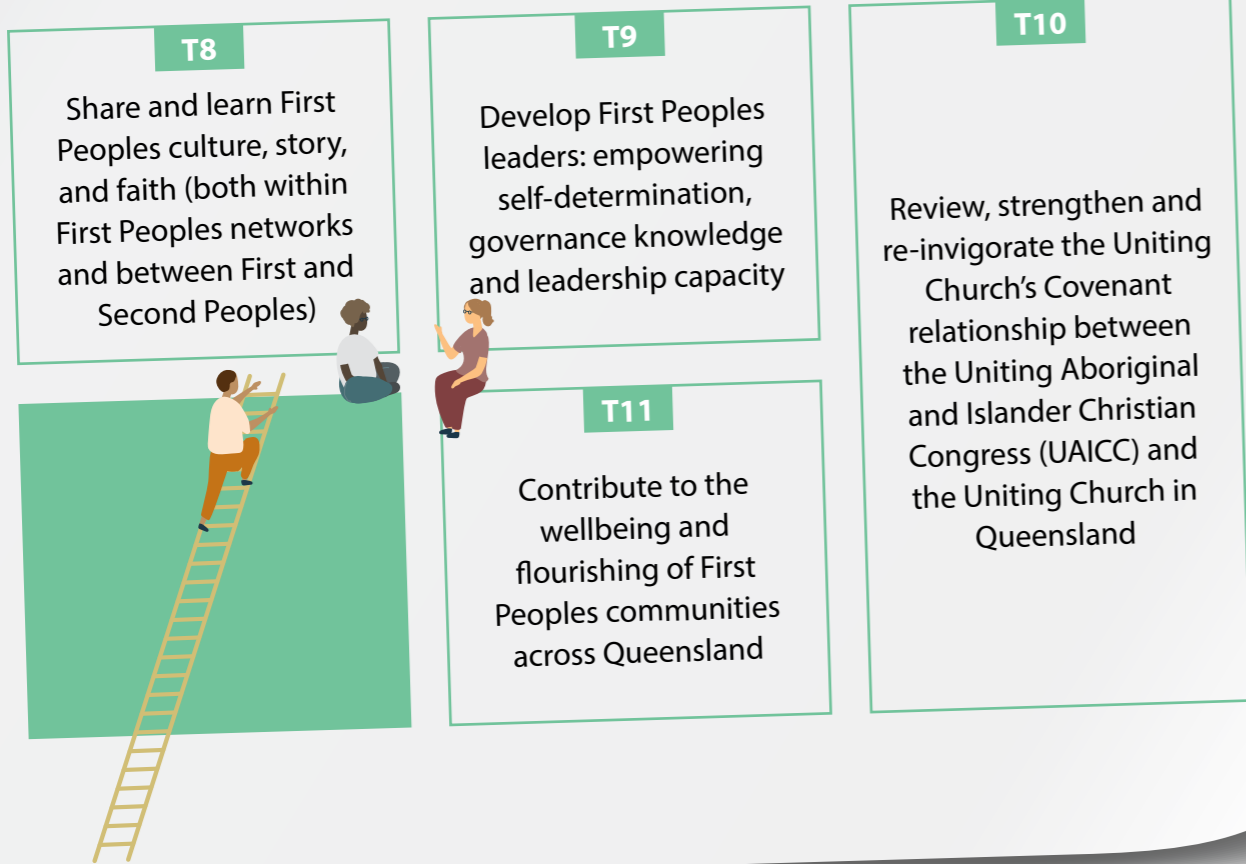 T8
Share and learn First
Peoples culture, story,
and faith (both within
First Peoples networks
and between First and
Second Peoples)
T9
Develop First Peoples
leaders: empowering
self-determination,
governance knowledge
and leadership capacity
T10
Review, strengthen and
re-invigorate the Uniting
Church’s Covenant
relationship between
the Uniting Aboriginal
and Islander Christian
Congress (UAICC) and
the Uniting Church in
Queensland
T11
Contribute to the
wellbeing and
flourishing of First
Peoples communities
across Queensland